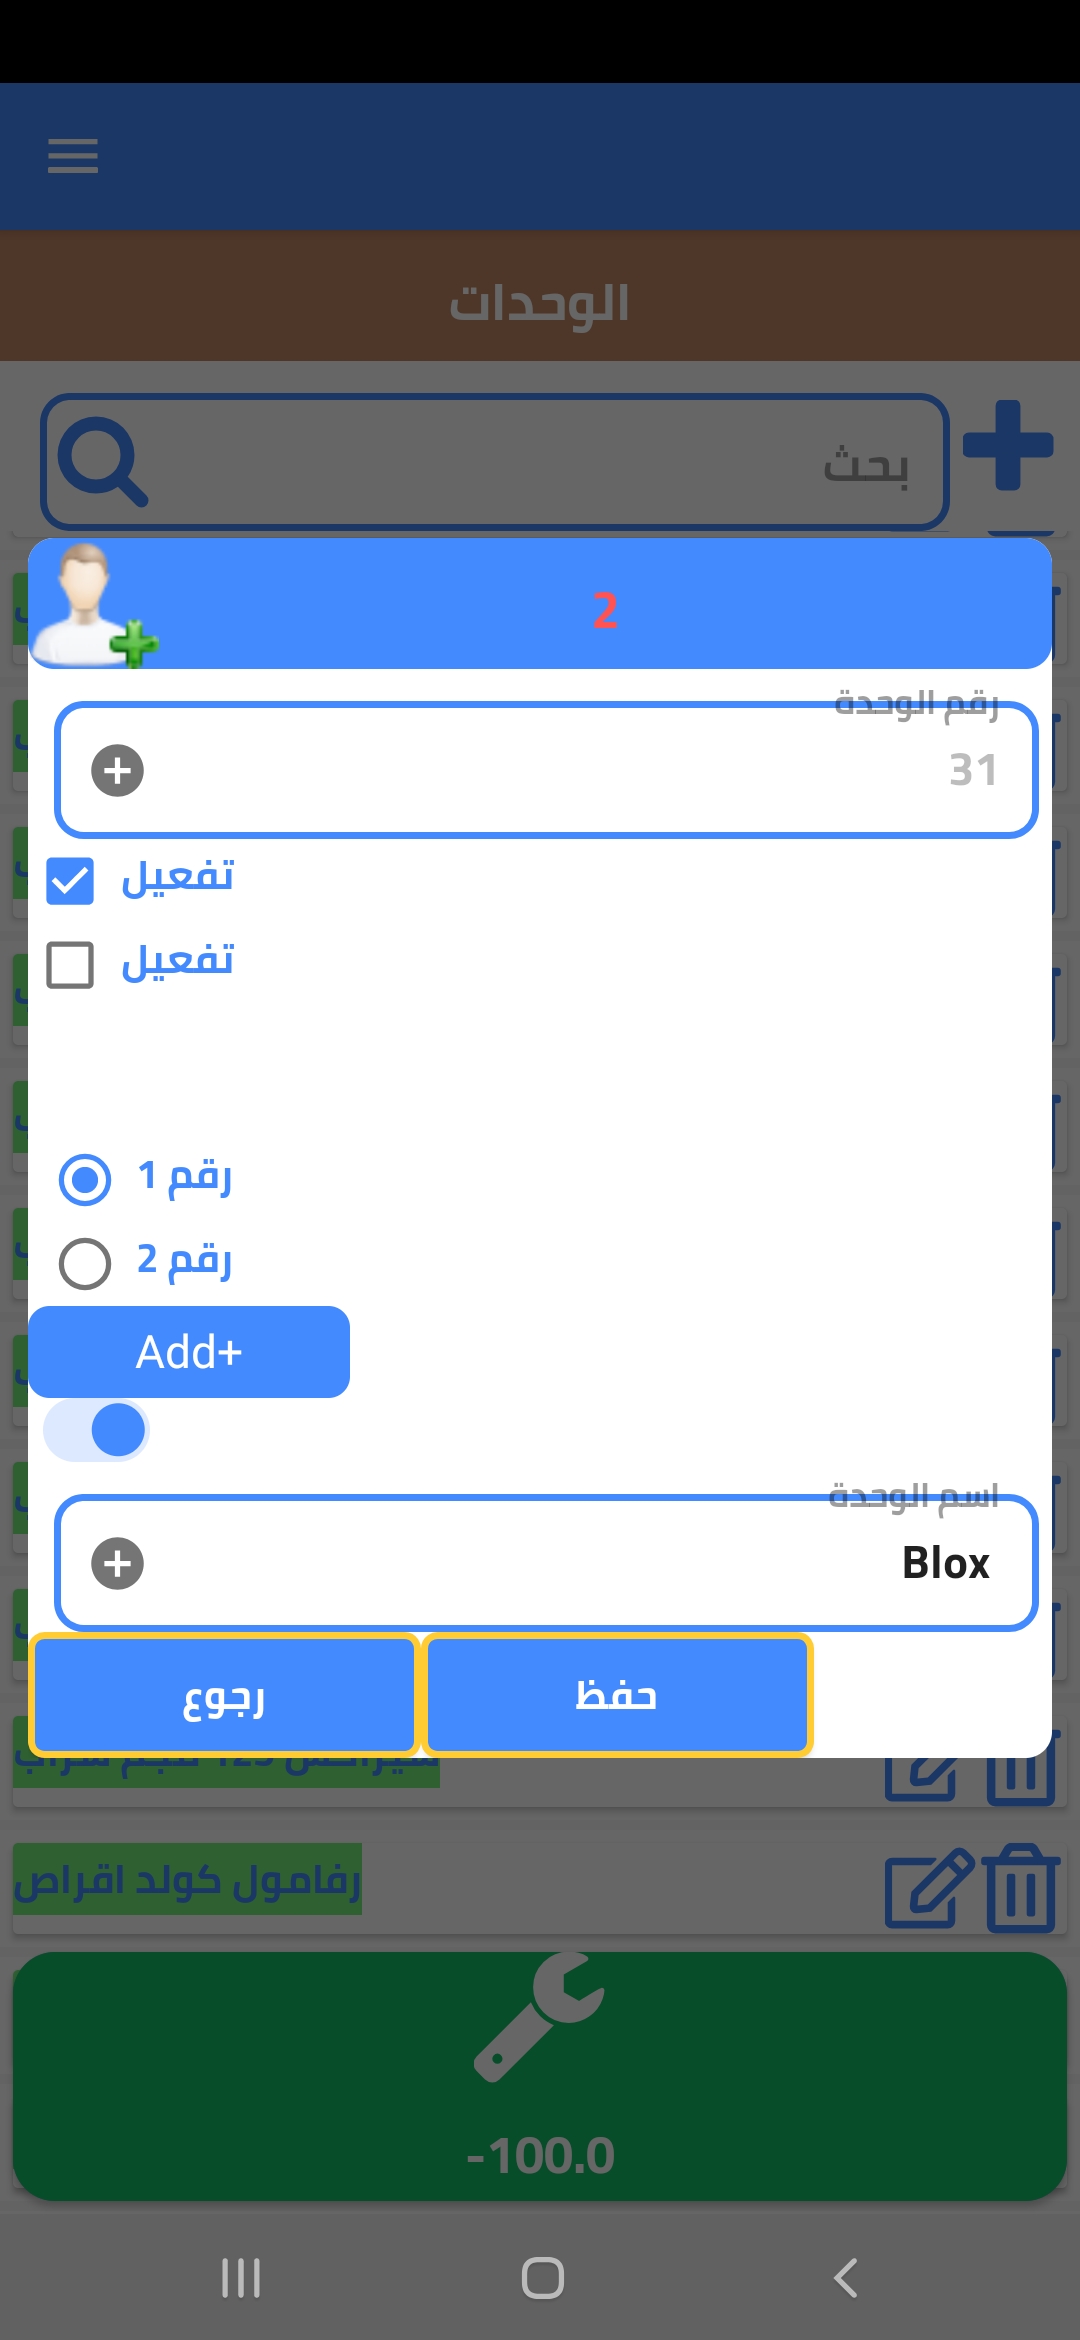 الوحدات
بحث
2
رقم الوحدة
31
تفعيل
تفعيل
رقم 1
رقم 2
Add+
اسم الوحدة
Blox
رجوع
حفظ
رفامول كولد اقراص
-100.0